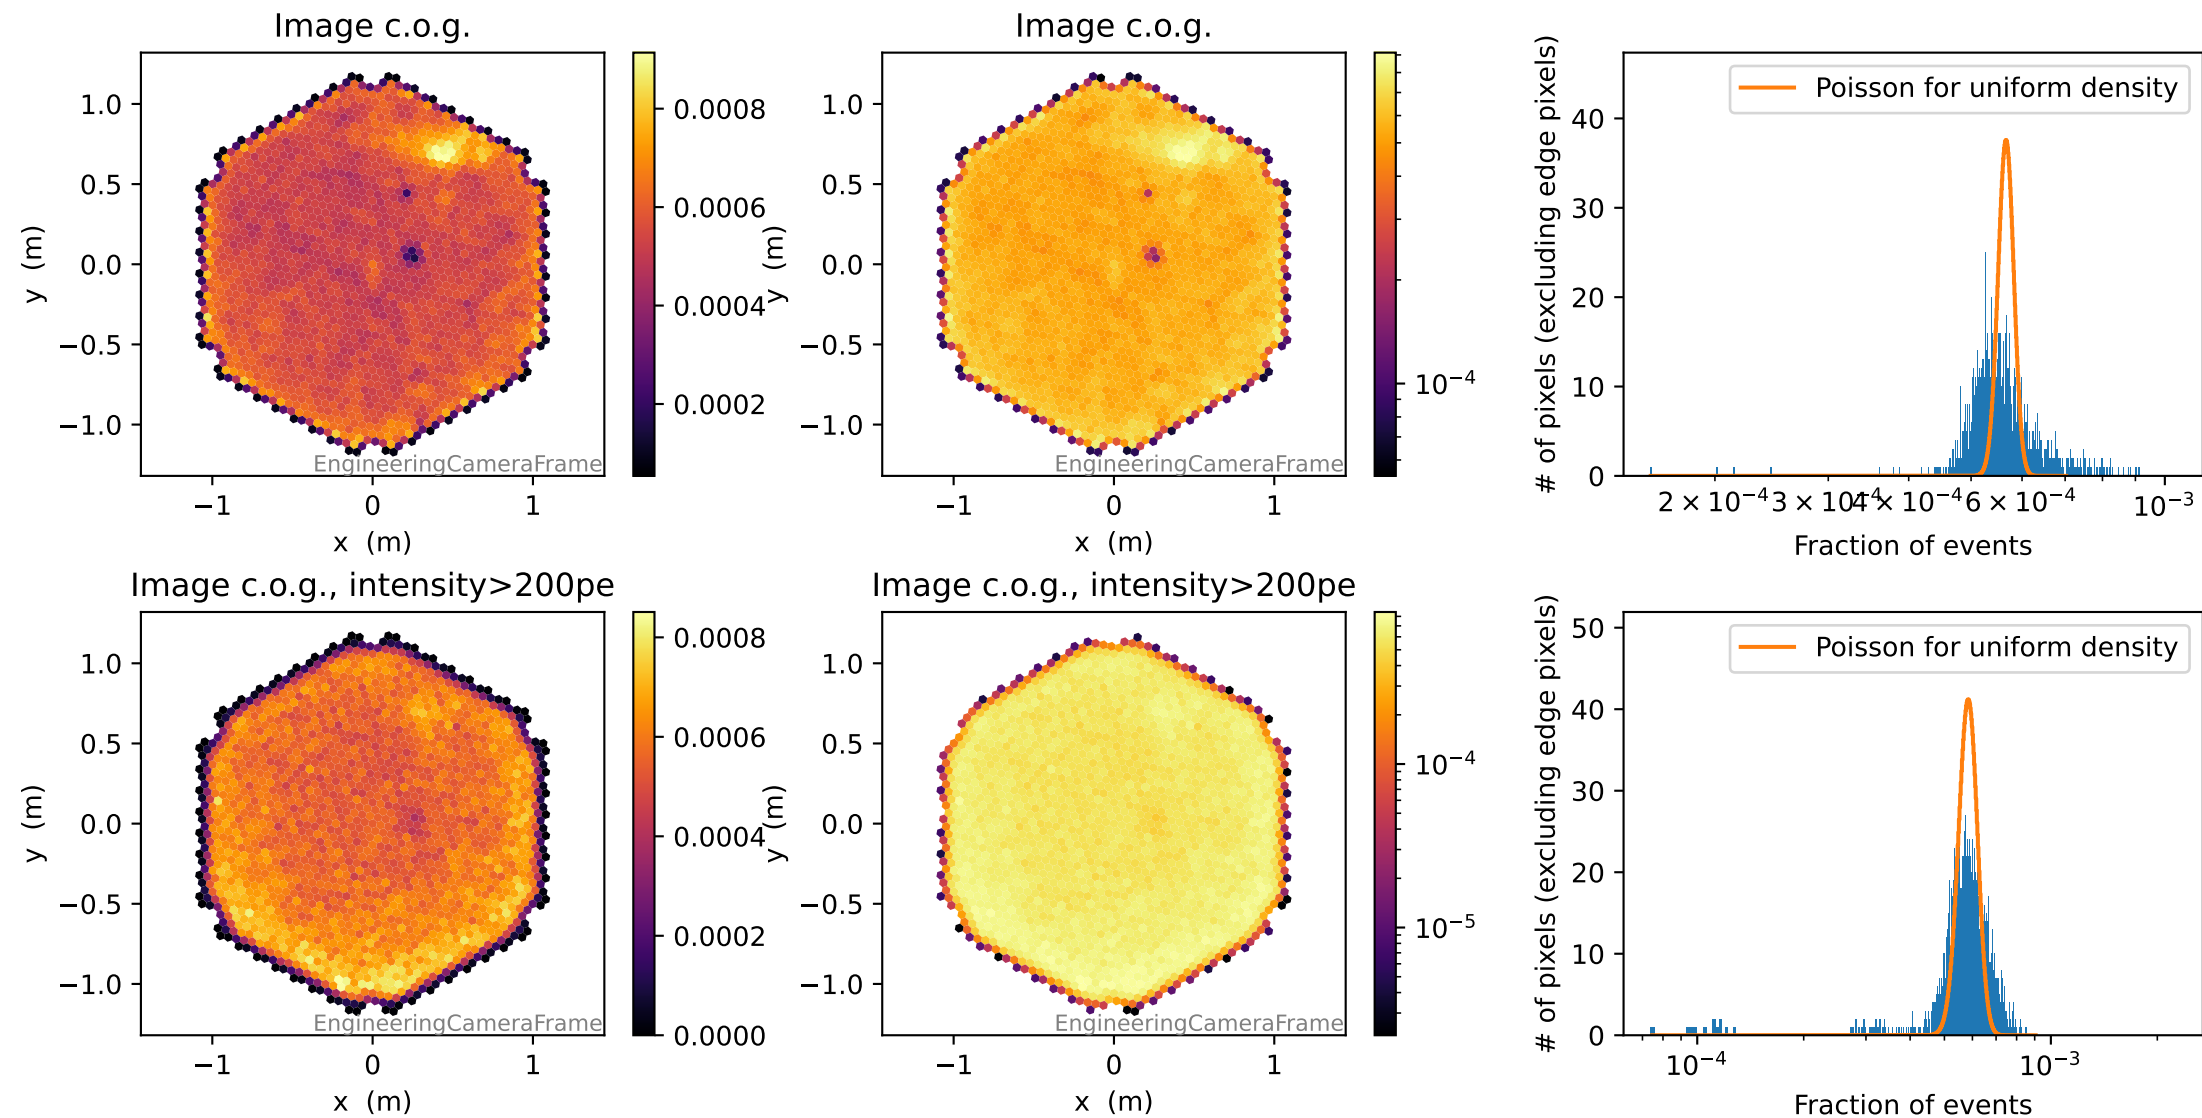 Image c.o.g.
Image c.o.g.
1.0
0.5
0.0
−0.5
−1.0
y (m)
−1 0 1
x (m)
EngineeringCameraFrame
0.0008
0.0006
0.0004
0.0002
1.0
0.5
0.0
−0.5
−1.0
y (m)
−1 0 1
x (m)
EngineeringCameraFrame
10⁻⁴
# of pixels (excluding edge pixels)
40
30
20
10
0
Poisson for uniform density
2 × 10⁻⁴ 3 × 10⁻⁴ 4 × 10⁻⁴ 6 × 10⁻⁴ 10⁻³
Fraction of events
Image c.o.g., intensity>200pe
Image c.o.g., intensity>200pe
1.0
0.5
0.0
−0.5
−1.0
y (m)
−1 0 1
x (m)
EngineeringCameraFrame
0.0008
0.0006
0.0004
0.0002
0.0000
1.0
0.5
0.0
−0.5
−1.0
y (m)
−1 0 1
x (m)
EngineeringCameraFrame
10⁻⁴
10⁻⁵
# of pixels (excluding edge pixels)
50
40
30
20
10
0
Poisson for uniform density
10⁻⁴ 10⁻³
Fraction of events